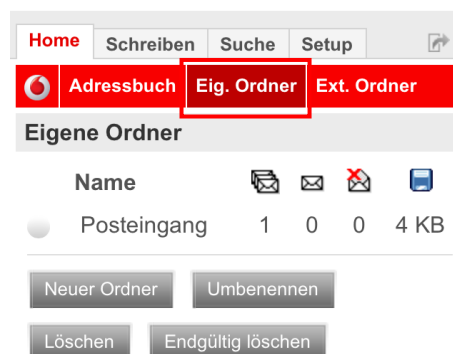 Home Schreiben Suche Setup
Adressbuch Eig. Ordner Ext. Ordner
Eigene Ordner
Name
Posteingang 1 0 0 4 KB
Neuer Ordner Umbenennen
Löschen Endgültig löschen